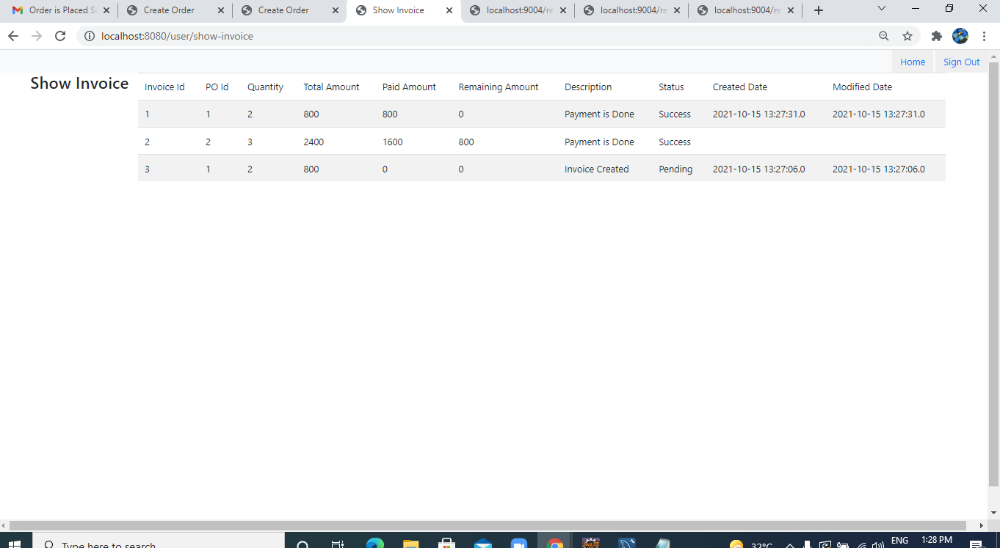 Order is Placed S Create Order Create Order Show Invoice localhost:9004/re localhost:9004/re localhost:9004/re
localhost:8080/user/show-invoice
Home Sign Out
Show Invoice
Invoice Id PO Id Quantity Total Amount Paid Amount Remaining Amount Description Status Created Date Modified Date
1 1 2 800 800 0 Payment is Done Success 2021-10-15 13:27:31.0 2021-10-15 13:27:31.0
2 2 3 2400 1600 800 Payment is Done Success
3 1 2 800 0 0 Invoice Created Pending 2021-10-15 13:27:06.0 2021-10-15 13:27:06.0
Type here to search 32°C ENG 1:28 PM